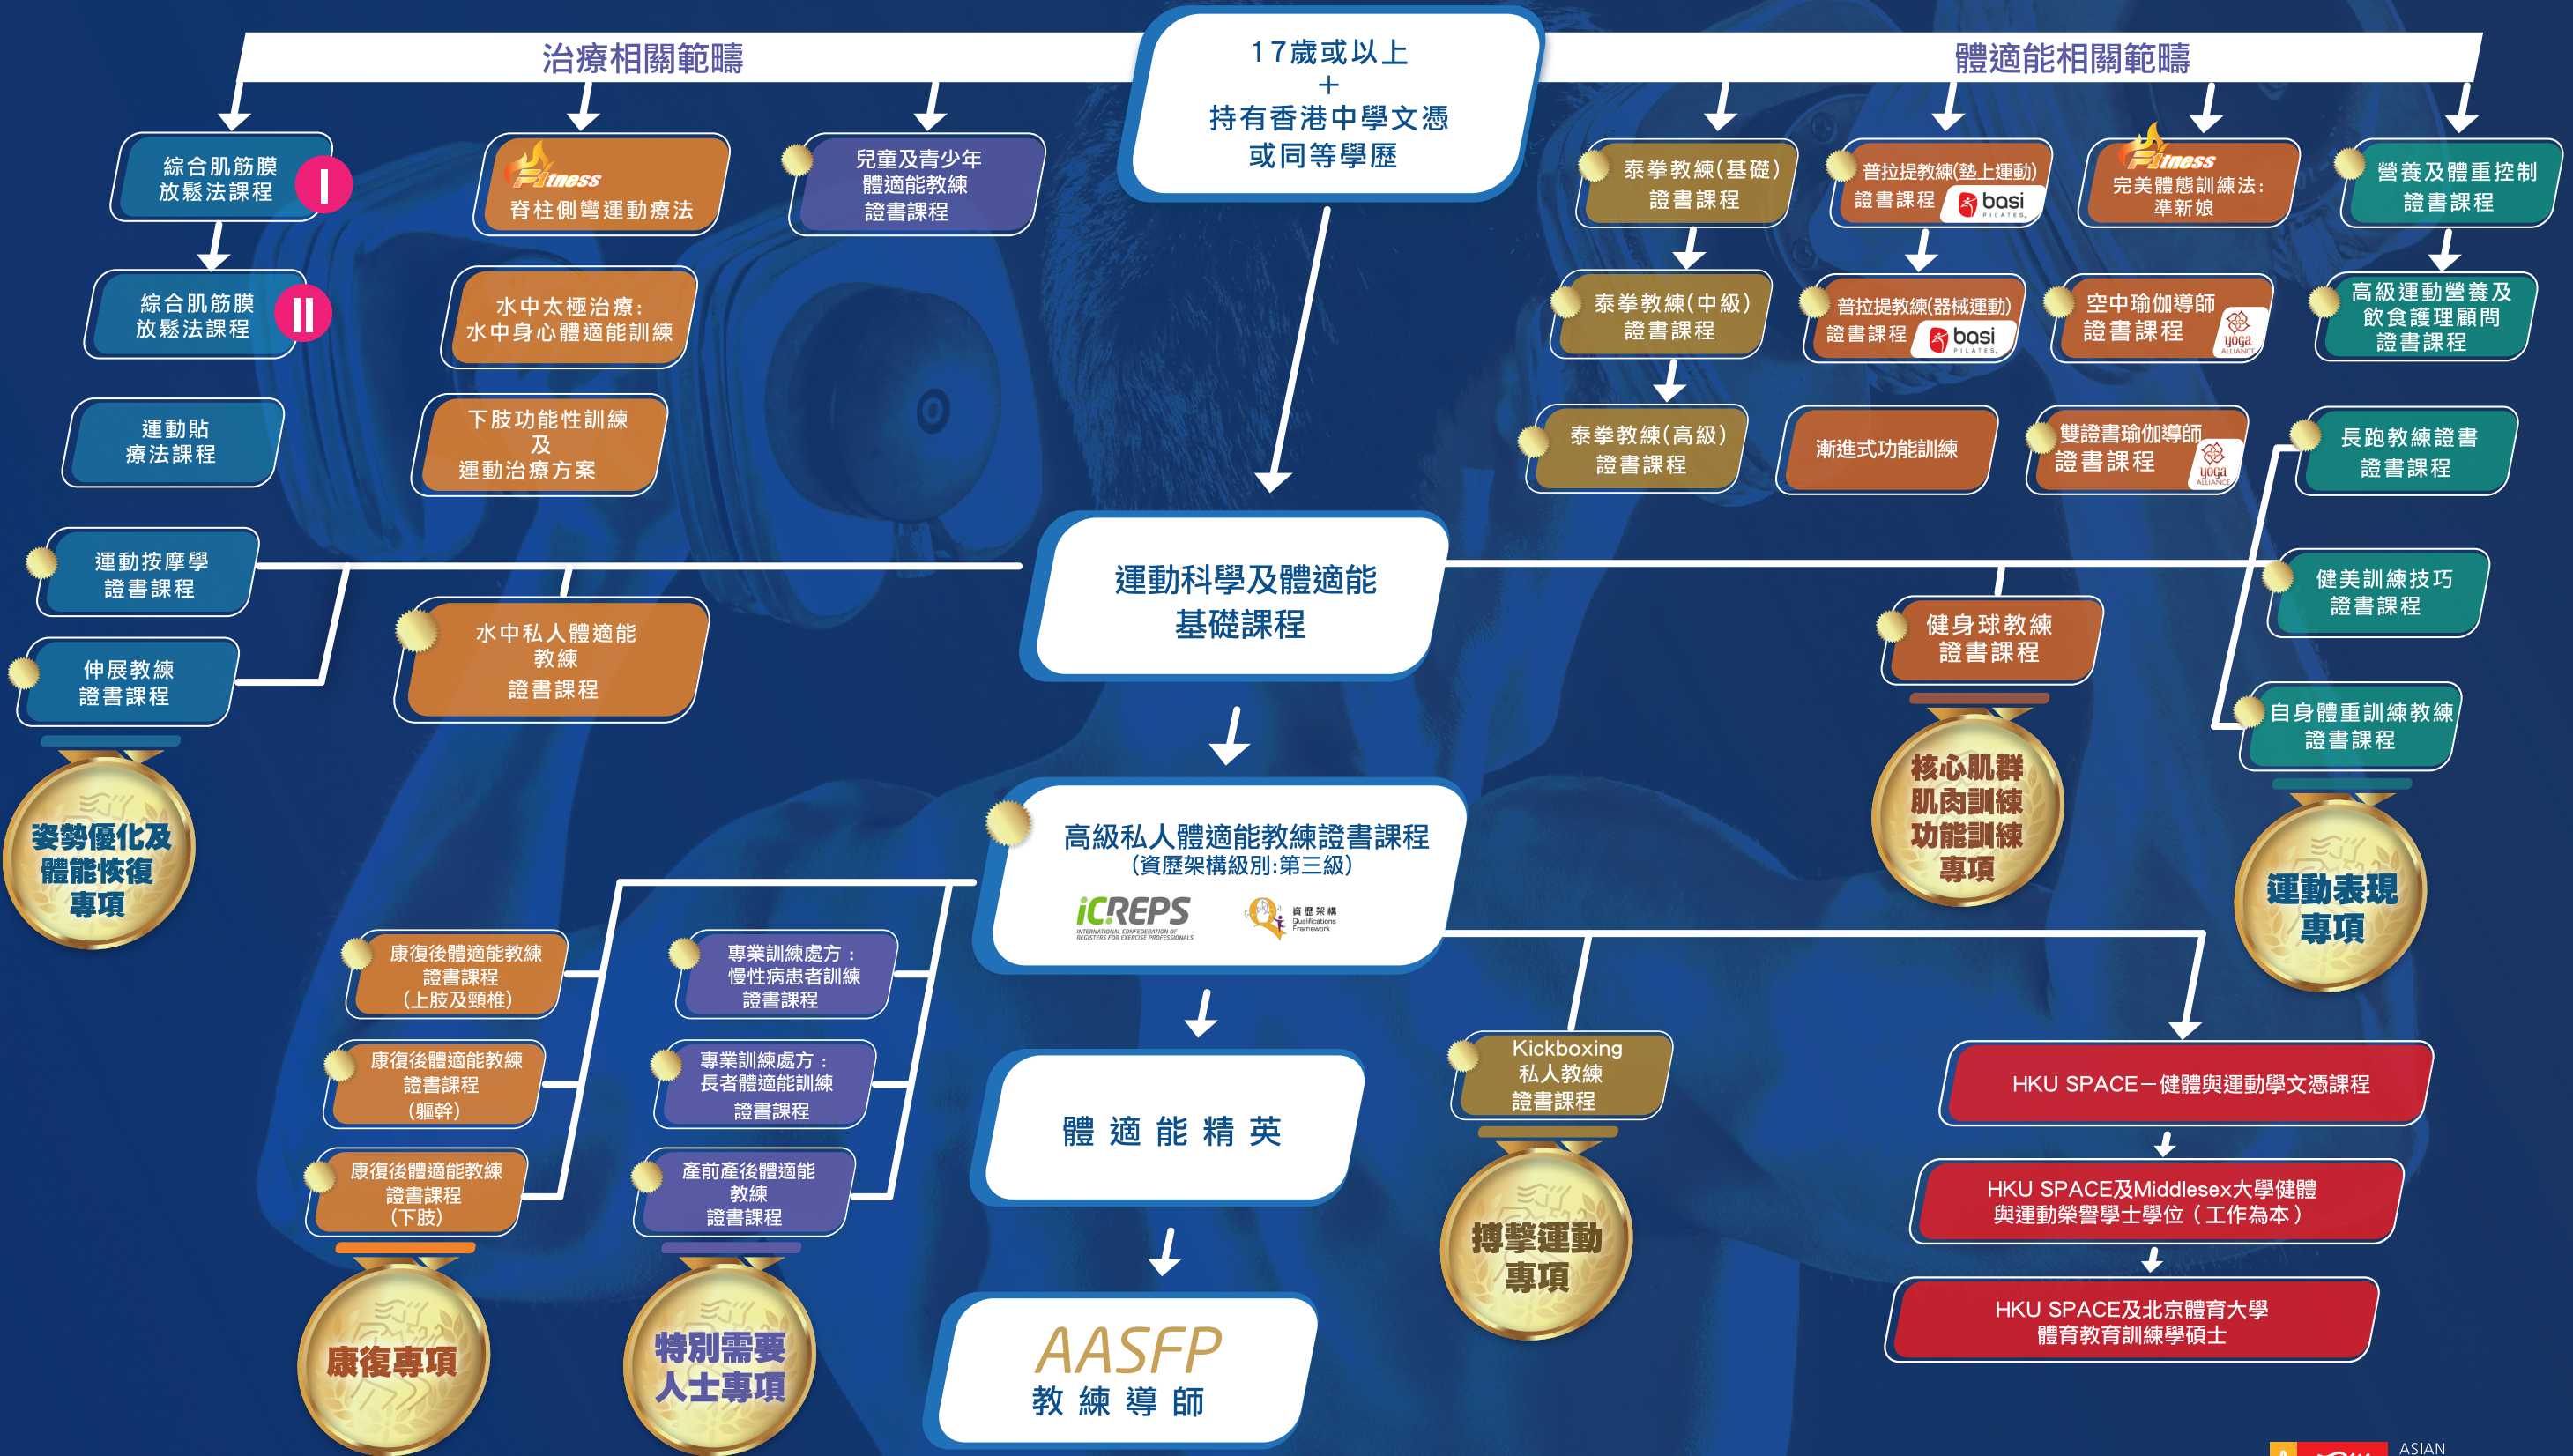 治療相關範疇
17歲或以上
+
持有香港中學文憑
或同等學歷
體適能相關範疇
綜合肌筋膜
放鬆法課程
I
Fitness
脊柱側彎運動療法
兒童及青少年
體適能教練
證書課程
泰拳教練(基礎)
證書課程
普拉提教練(墊上運動)
證書課程
basi
PILATES
Fitness
完美體態訓練法:
準新娘
營養及體重控制
證書課程
綜合肌筋膜
放鬆法課程
II
水中太極治療:
水中身心體適能訓練
泰拳教練(中級)
證書課程
普拉提教練(器械運動)
證書課程
basi
PILATES
空中瑜伽導師
證書課程
yoga
ALLIANCE
高級運動營養及
飲食護理顧問
證書課程
運動貼
療法課程
下肢功能性訓練
及
運動治療方案
泰拳教練(高級)
證書課程
漸進式功能訓練
雙證書瑜伽導師
證書課程
yoga
ALLIANCE
長跑教練證書
證書課程
運動按摩學
證書課程
水中私人體適能
教練
證書課程
運動科學及體適能
基礎課程
健身球教練
證書課程
健美訓練技巧
證書課程
伸展教練
證書課程
自身體重訓練教練
證書課程
姿勢優化及
體能恢復
專項
核心肌群
肌肉訓練
功能訓練
專項
運動表現
專項
高級私人體適能教練證書課程
(資歷架構級別:第三級)
iCREPS
INTERNATIONAL CONFEDERATION OF
REGISTERS FOR EXERCISE PROFESSIONALS
資歷架構
Qualifications
Framework
康復後體適能教練
證書課程
(上肢及頸椎)
專業訓練處方：
慢性病患者訓練
證書課程
康復後體適能教練
證書課程
(軀幹)
專業訓練處方：
長者體適能訓練
證書課程
康復後體適能教練
證書課程
(下肢)
產前產後體適能
教練
證書課程
康復專項
特別需要
人士專項
體適能精英
AASFP
教練導師
Kickboxing
私人教練
證書課程
搏擊運動
專項
HKU SPACE－健體與運動學文憑課程
HKU SPACE及Middlesex大學健體
與運動榮譽學士學位（工作為本）
HKU SPACE及北京體育大學
體育教育訓練學碩士
A
ASIAN